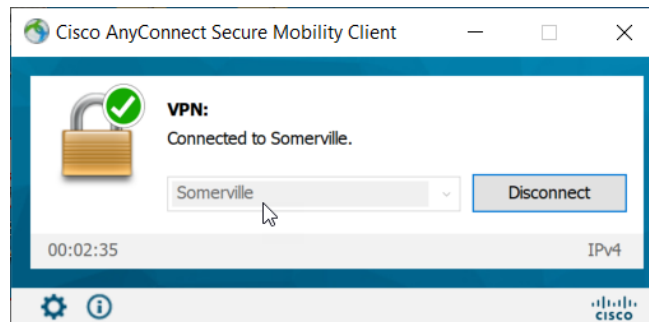 Cisco AnyConnect Secure Mobility Client
VPN:
Connected to Somerville.
Somerville
Disconnect
00:02:35
IPv4
CISCO